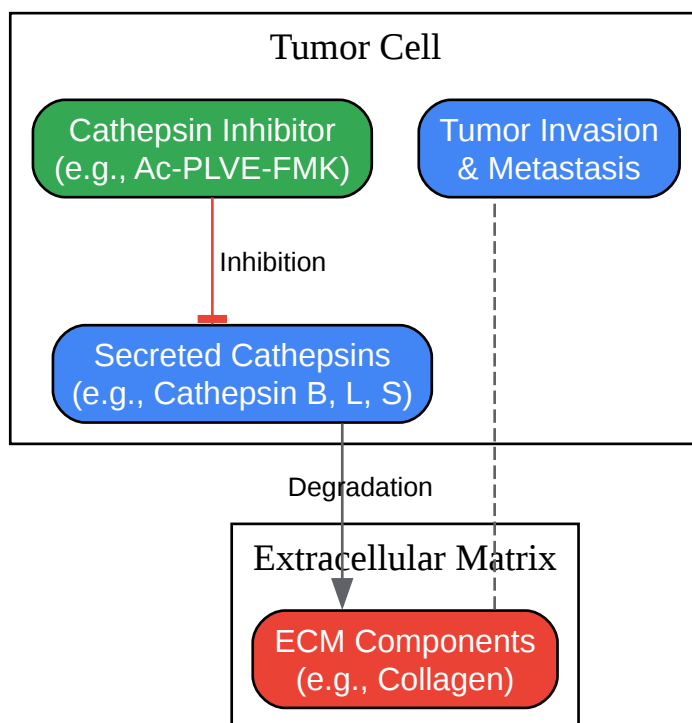 Tumor Cell
Cathepsin Inhibitor
(e.g., Ac-PLVE-FMK)
Tumor Invasion
& Metastasis
Inhibition
Secreted Cathepsins
(e.g., Cathepsin B, L, S)
Degradation
Extracellular Matrix
ECM Components
(e.g., Collagen)